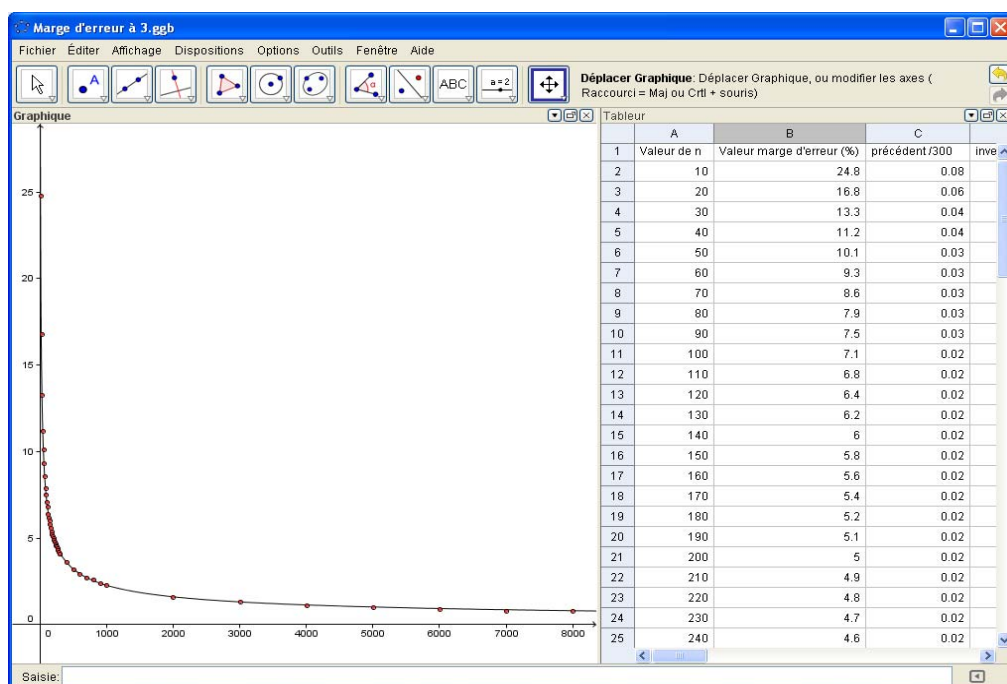 Marge d'erreur à 3.ggb
Fichier Éditer Affichage Dispositions Options Outils Fenêtre Aide
A ABC a=2 α
Déplacer Graphique: Déplacer Graphique, ou modifier les axes (
Raccourci = Maj ou Crtl + souris)
Graphique
25
20
15
10
5
0
0 1000 2000 3000 4000 5000 6000 7000 8000
Tableur
A B C
1 Valeur de n Valeur marge d'erreur (%) précédent /300 inve
2 10 24.8 0.08
3 20 16.8 0.06
4 30 13.3 0.04
5 40 11.2 0.04
6 50 10.1 0.03
7 60 9.3 0.03
8 70 8.6 0.03
9 80 7.9 0.03
10 90 7.5 0.03
11 100 7.1 0.02
12 110 6.8 0.02
13 120 6.4 0.02
14 130 6.2 0.02
15 140 6 0.02
16 150 5.8 0.02
17 160 5.6 0.02
18 170 5.4 0.02
19 180 5.2 0.02
20 190 5.1 0.02
21 200 5 0.02
22 210 4.9 0.02
23 220 4.8 0.02
24 230 4.7 0.02
25 240 4.6 0.02
Saisie: